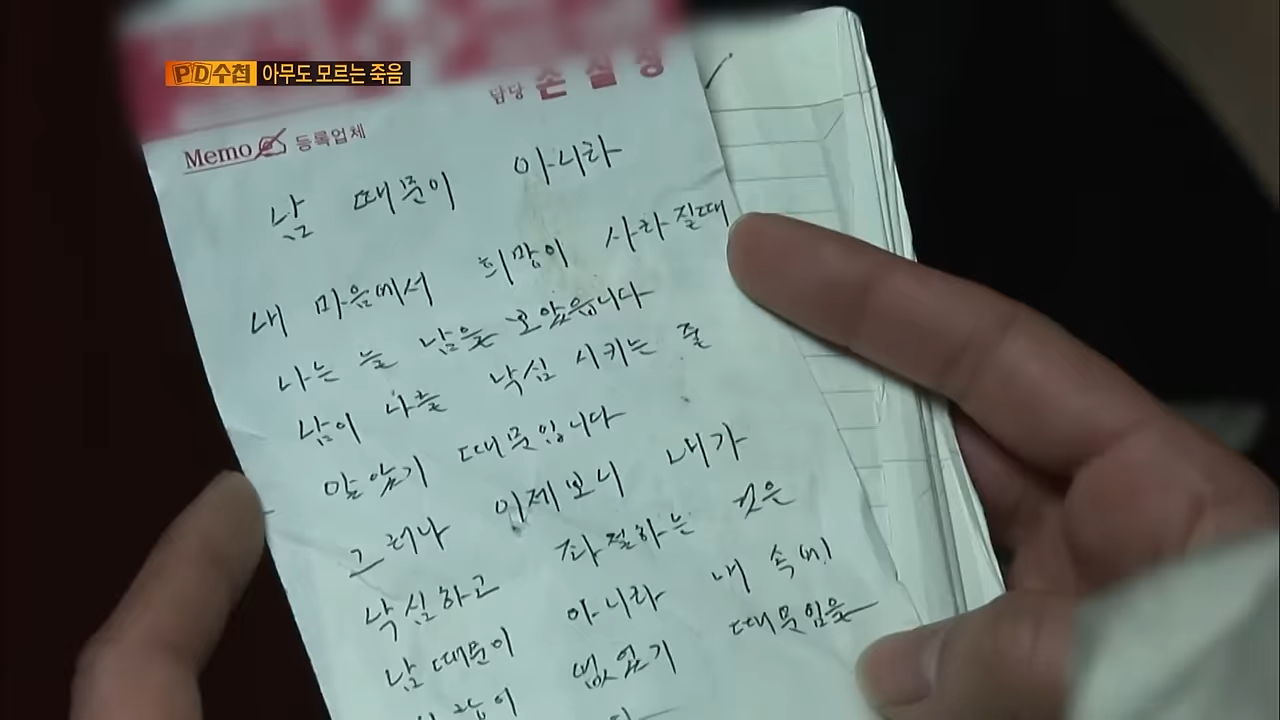 PD수첩 아무도 모르는 죽음
담당 손실장
Memo 등록업체
남 때문이 아니라
내 마음에서 희망이 사라질때
나는 늘 남을 보았습니다
남이 나를 낙심 시키는 줄
알았기 때문입니다
그러나 이제보니 내가
낙심하고 좌절하는 것은
남때문이 아니라 내 속에
없었기 때문임을